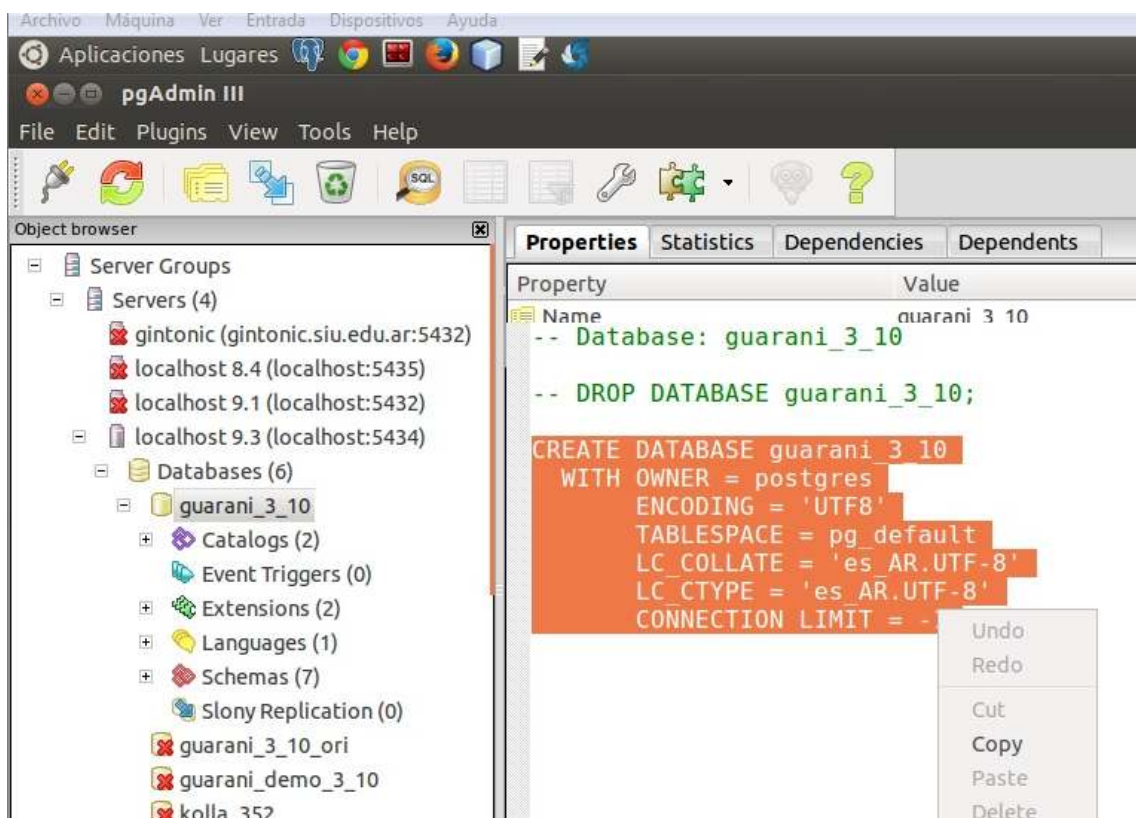 Archivo Máquina Ver Entrada Dispositivos Ayuda
Aplicaciones Lugares
pgAdmin III
File Edit Plugins View Tools Help
SQL
Object browser
Server Groups
Servers (4)
gintonic (gintonic.siu.edu.ar:5432)
localhost 8.4 (localhost:5435)
localhost 9.1 (localhost:5432)
localhost 9.3 (localhost:5434)
Databases (6)
guarani_3_10
Catalogs (2)
Event Triggers (0)
Extensions (2)
Languages (1)
Schemas (7)
Slony Replication (0)
guarani_3_10_ori
guarani_demo_3_10
kolla_352
Properties Statistics Dependencies Dependents
Property Value
Name guarani_3_10
-- Database: guarani_3_10
-- DROP DATABASE guarani_3_10;
CREATE DATABASE guarani_3_10
WITH OWNER = postgres
ENCODING = 'UTF8'
TABLESPACE = pg_default
LC_COLLATE = 'es_AR.UTF-8'
LC_CTYPE = 'es_AR.UTF-8'
CONNECTION LIMIT =
Undo
Redo
Cut
Copy
Paste
Delete